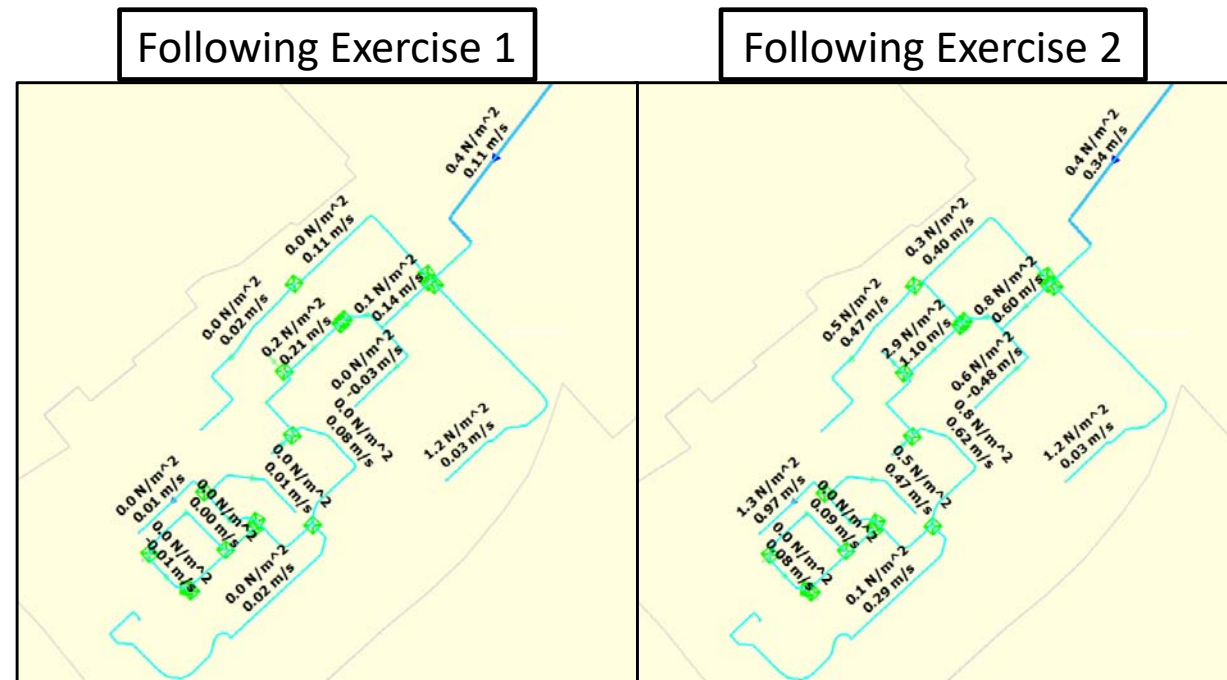 Following Exercise 1
0.4 N/m^2
0.11 m/s
0.0 N/m^2
0.11 m/s
0.0 N/m^2
0.02 m/s
0.1 N/m^2
0.14 m/s
0.2 N/m^2
0.21 m/s
0.0 N/m^2
-0.03 m/s
0.0 N/m^2
0.08 m/s
1.2 N/m^2
0.03 m/s
0.0 N/m^2
0.01 m/s
0.0 N/m^2
0.01 m/s
0.0 N/m^2
0.00 m/s
0.0 N/m^2
-0.01 m/s
0.0 N/m^2
0.02 m/s
Following Exercise 2
0.4 N/m^2
0.34 m/s
0.3 N/m^2
0.40 m/s
0.5 N/m^2
0.47 m/s
0.8 N/m^2
0.60 m/s
2.9 N/m^2
1.10 m/s
0.6 N/m^2
-0.48 m/s
0.8 N/m^2
0.62 m/s
1.2 N/m^2
0.03 m/s
0.5 N/m^2
0.47 m/s
1.3 N/m^2
0.97 m/s
0.0 N/m^2
0.09 m/s
0.0 N/m^2
0.08 m/s
0.1 N/m^2
0.29 m/s